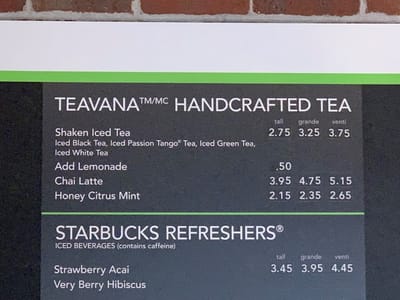 TEAVANA™/MC HANDCRAFTED TEA
tall grande venti
Shaken Iced Tea 2.75 3.25 3.75
Iced Black Tea, Iced Passion Tango® Tea, Iced Green Tea,
Iced White Tea
Add Lemonade .50
Chai Latte 3.95 4.75 5.15
Honey Citrus Mint 2.15 2.35 2.65
STARBUCKS REFRESHERS®
ICED BEVERAGES (contains caffeine)
tall grande venti
Strawberry Acai 3.45 3.95 4.45
Very Berry Hibiscus